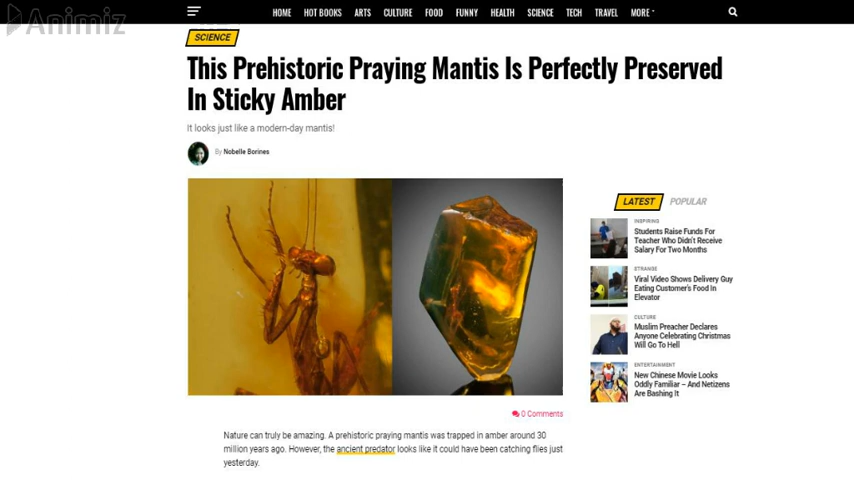 Animiz
HOME HOT BOOKS ARTS CULTURE FOOD FUNNY HEALTH SCIENCE TECH TRAVEL MORE
SCIENCE
This Prehistoric Praying Mantis Is Perfectly Preserved
In Sticky Amber
It looks just like a modern-day mantis!
By Nobelle Borines
0 Comments
Nature can truly be amazing. A prehistoric praying mantis was trapped in amber around 30
million years ago. However, the ancient predator looks like it could have been catching flies just
yesterday.
LATEST POPULAR
INSPIRING
Students Raise Funds For
Teacher Who Didn't Receive
Salary For Two Months
STRANGE
Viral Video Shows Delivery Guy
Eating Customer's Food In
Elevator
CULTURE
Muslim Preacher Declares
Anyone Celebrating Christmas
Will Go To Hell
ENTERTAINMENT
New Chinese Movie Looks
Oddly Familiar – And Netizens
Are Bashing It